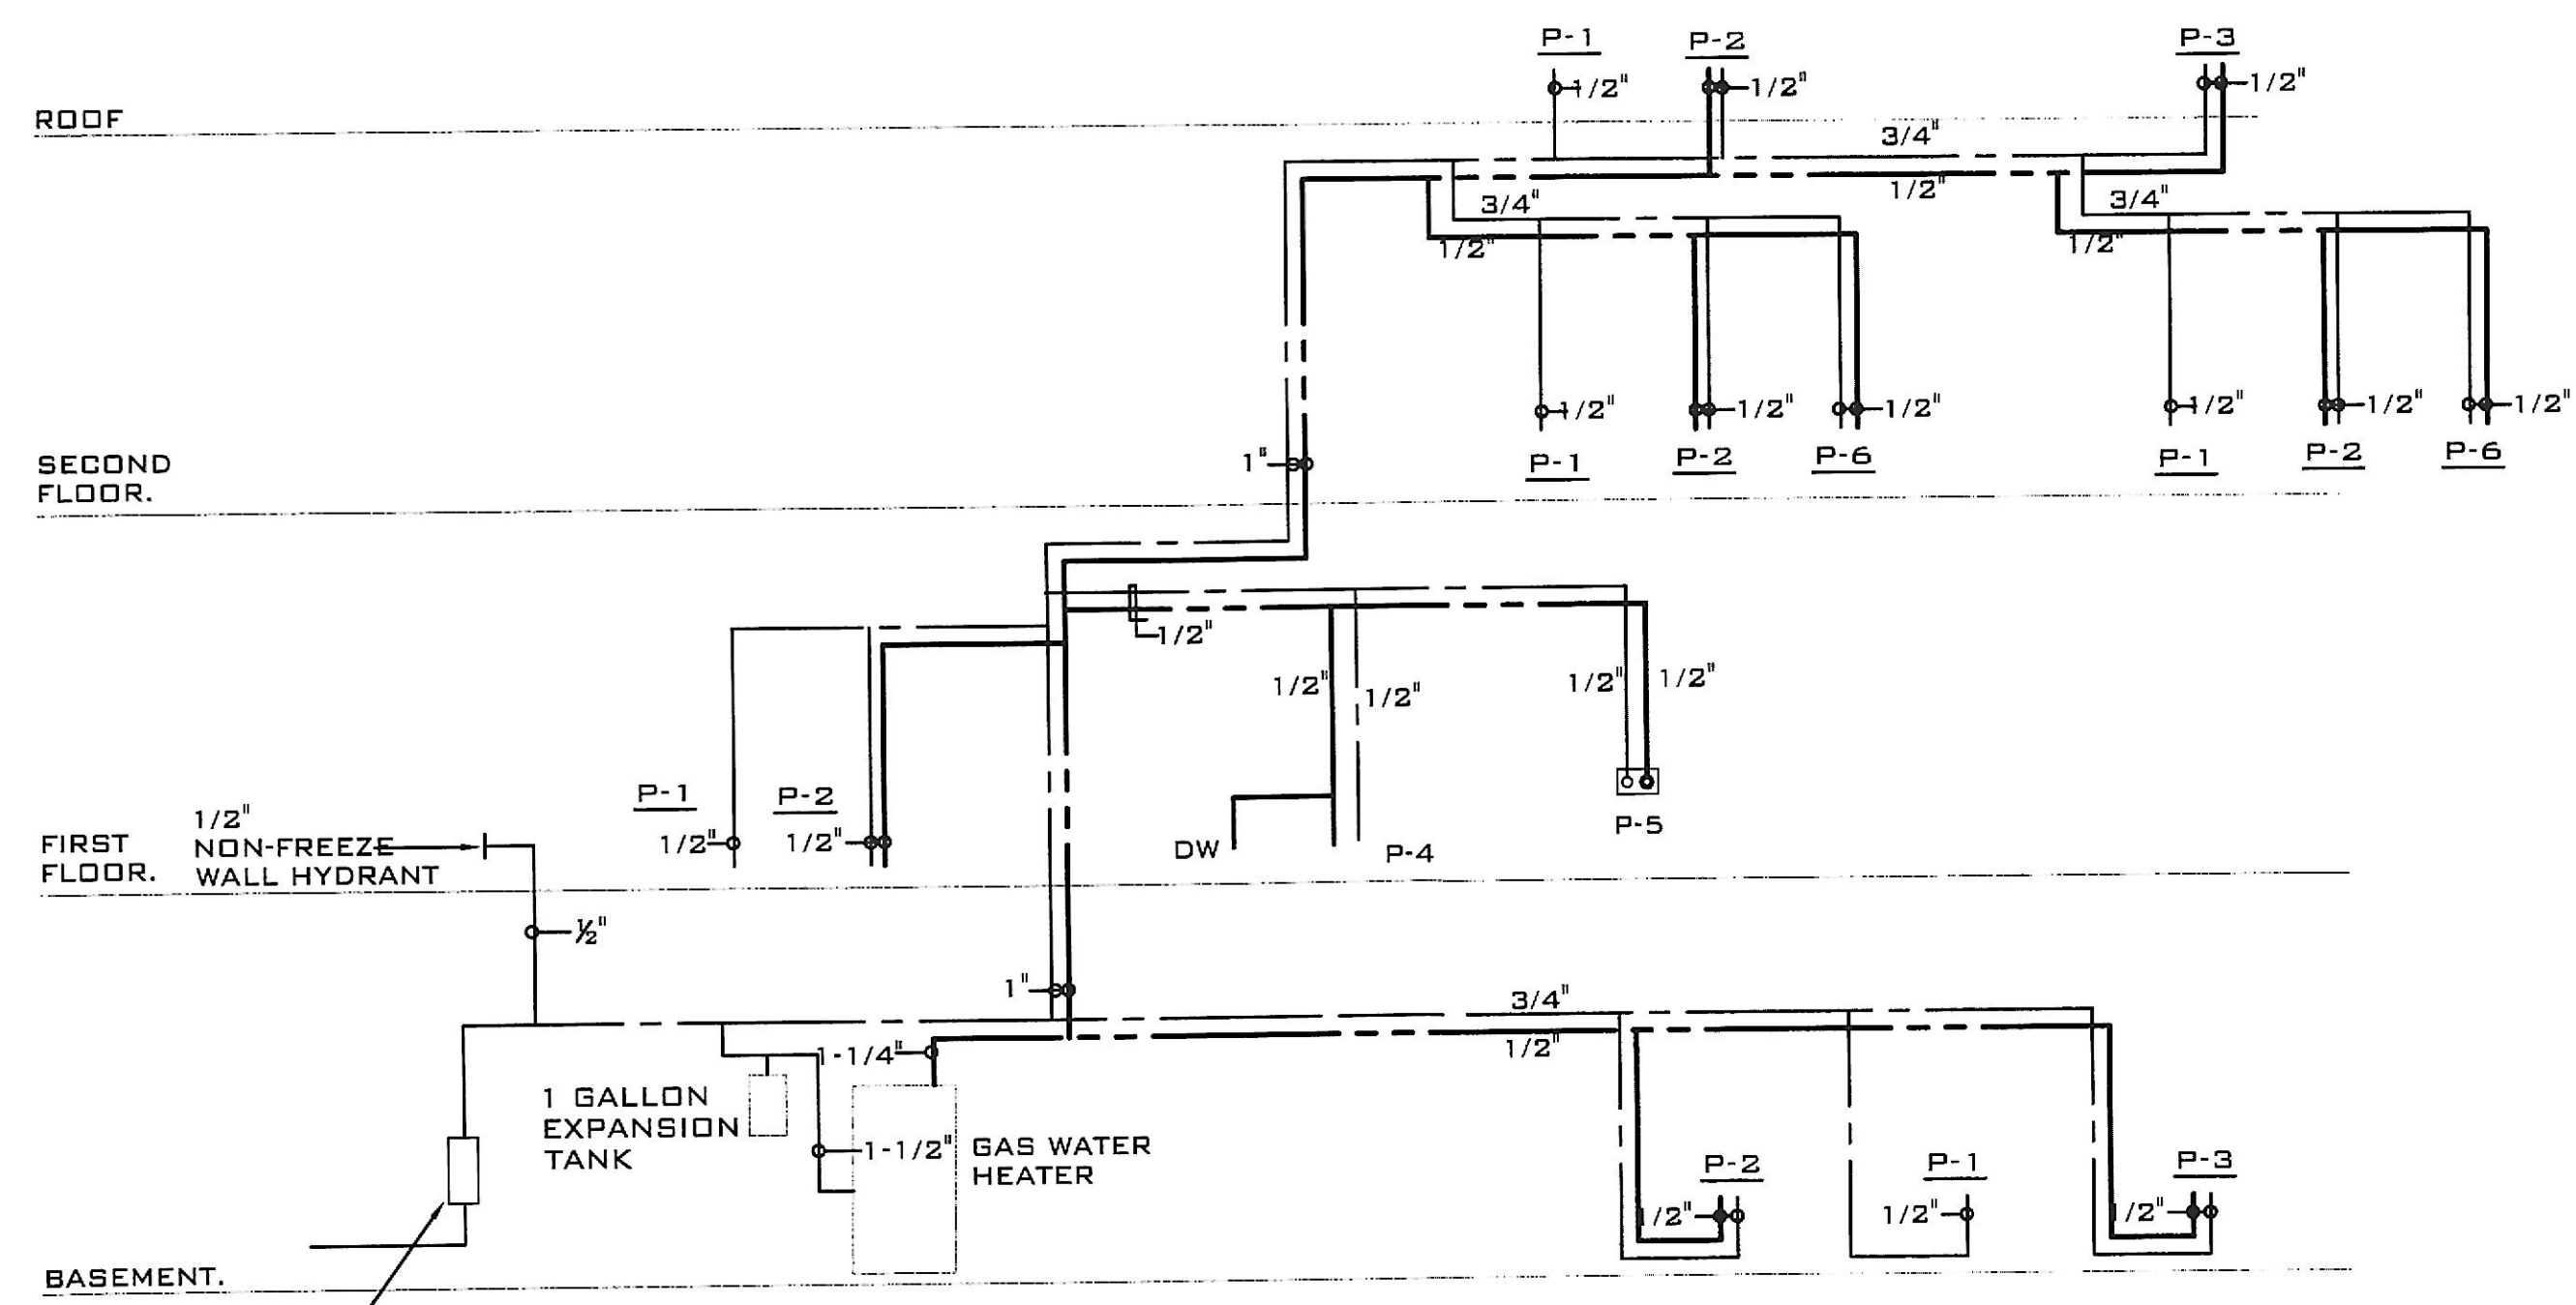 P-1
P-2
P-3
1/2"
1/2"
1/2"
ROOF
3/4"
1/2"
3/4"
1/2"
3/4"
1/2"
1/2"
1/2"
1/2"
1/2"
1/2"
1/2"
P-1
P-2
P-6
P-1
P-2
P-6
1"
SECOND
FLOOR.
1/2"
1/2"
1/2"
1/2"
1/2"
P-1
P-2
1/2"
1/2"
DW
P-4
P-5
1/2"
NON-FREEZE
WALL HYDRANT
FIRST
FLOOR.
½"
1"
3/4"
1/2"
1-1/4"
1 GALLON
EXPANSION
TANK
1-1/2"
GAS WATER
HEATER
P-2
P-1
P-3
1/2"
1/2"
1/2"
BASEMENT.